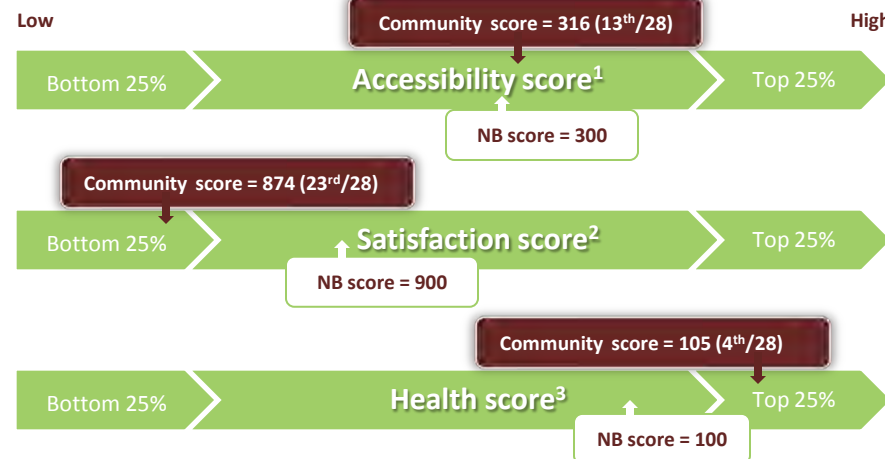 Low
Community score = 316 (13th/28)
High
Bottom 25%
Accessibility score¹
Top 25%
NB score = 300
Community score = 874 (23rd/28)
Bottom 25%
Satisfaction score²
Top 25%
NB score = 900
Community score = 105 (4th/28)
Bottom 25%
Health score³
Top 25%
NB score = 100